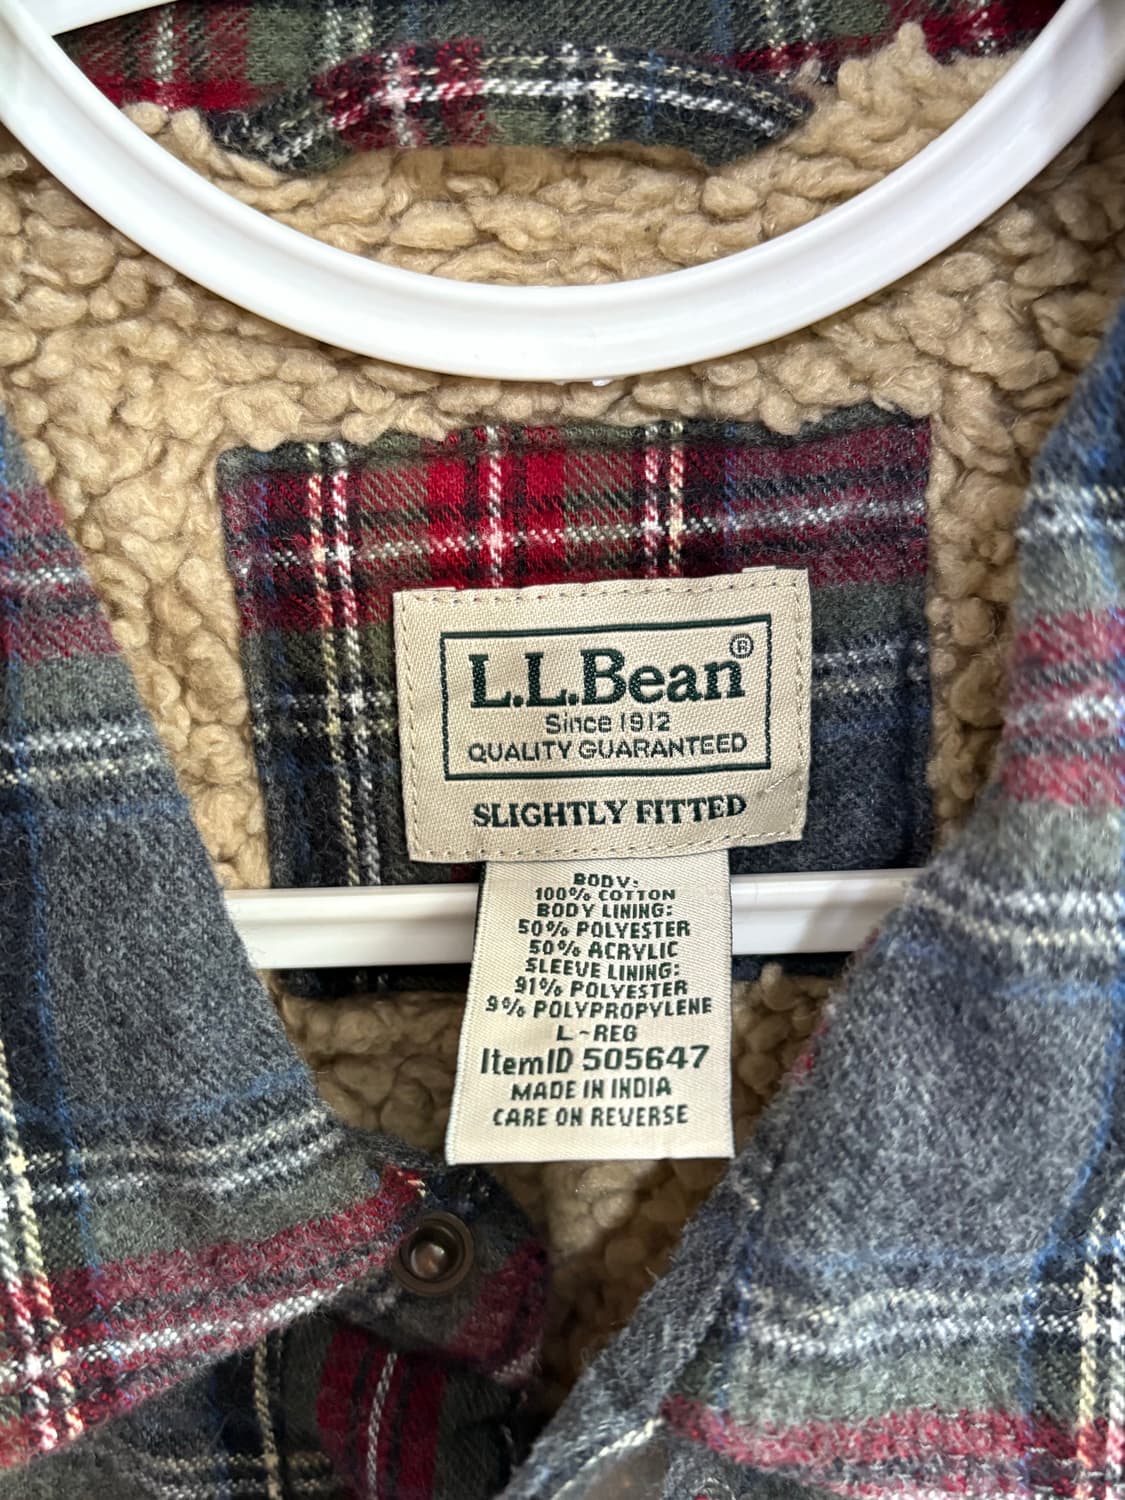 L.L.Bean®
Since 1912
QUALITY GUARANTEED
SLIGHTLY FITTED
BODY:
100% COTTON
BODY LINING:
50% POLYESTER
50% ACRYLIC
SLEEVE LINING:
91% POLYESTER
9% POLYPROPYLENE
L-REG
ItemID 505647
MADE IN INDIA
CARE ON REVERSE